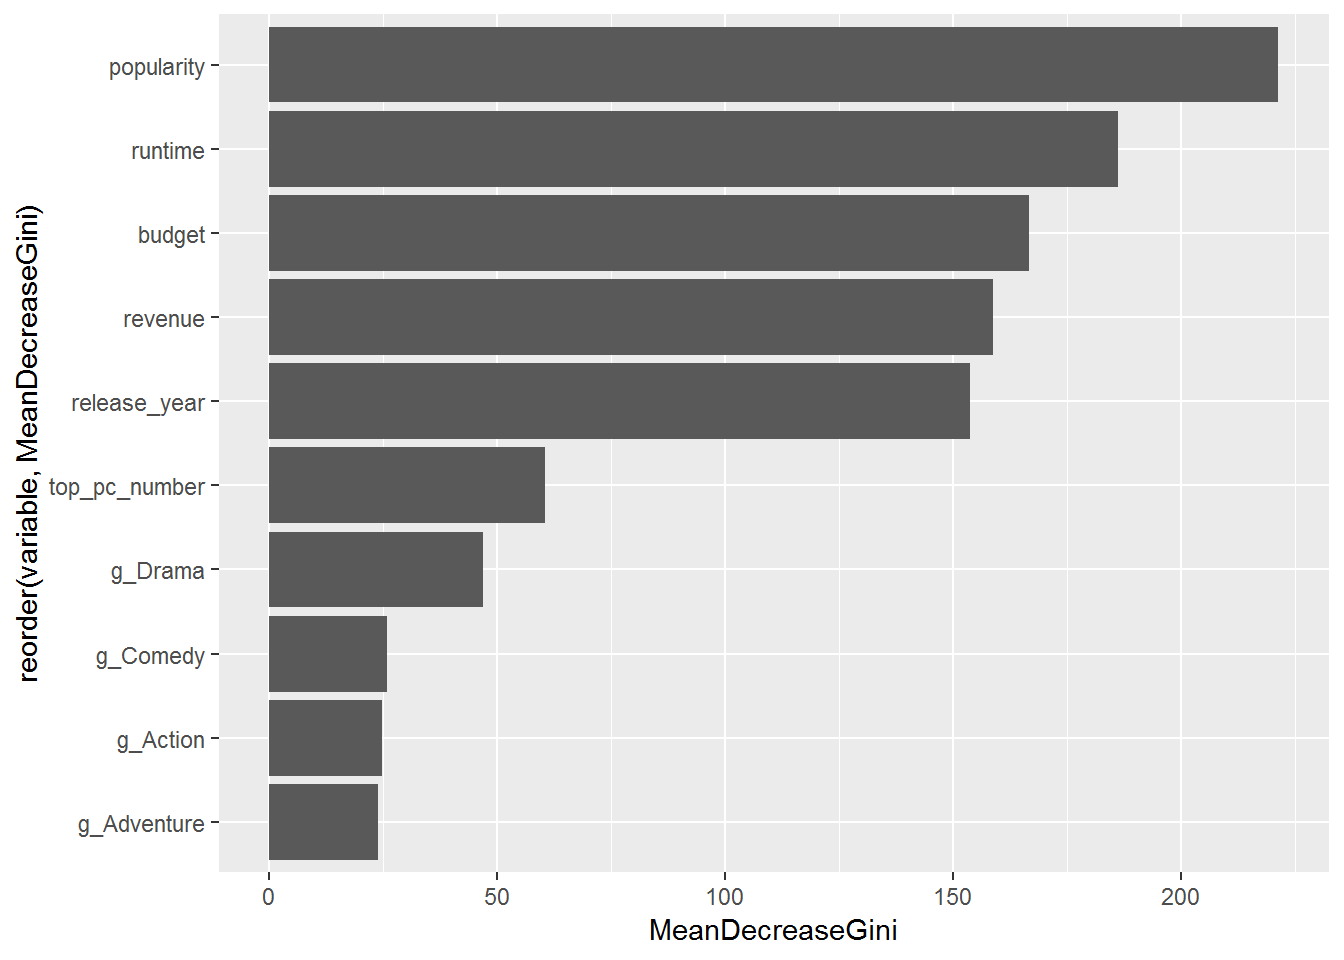 popularity
runtime
budget
revenue
release_year
top_pc_number
g_Drama
g_Comedy
g_Action
g_Adventure
reorder(variable, MeanDecreaseGini)
0 50 100 150 200
MeanDecreaseGini